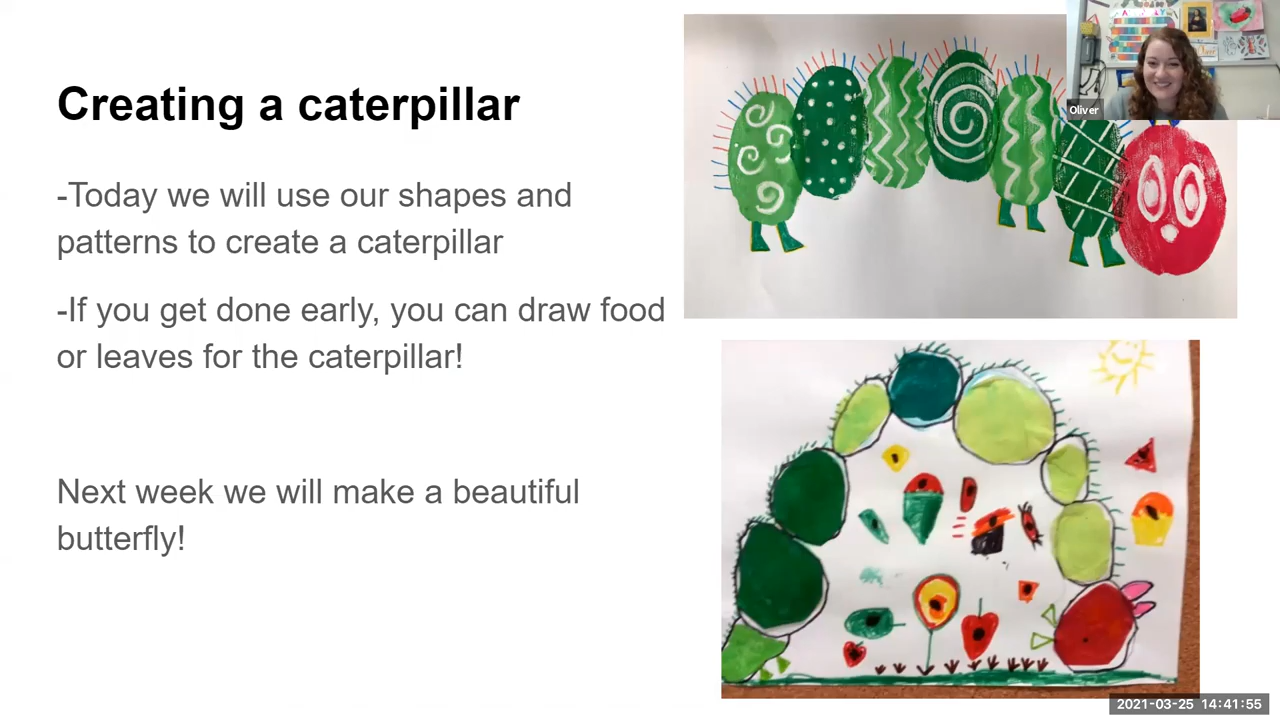 Creating a caterpillar
-Today we will use our shapes and
patterns to create a caterpillar
-If you get done early, you can draw food
or leaves for the caterpillar!
Next week we will make a beautiful
butterfly!
Oliver
2021-03-25 14:41:55